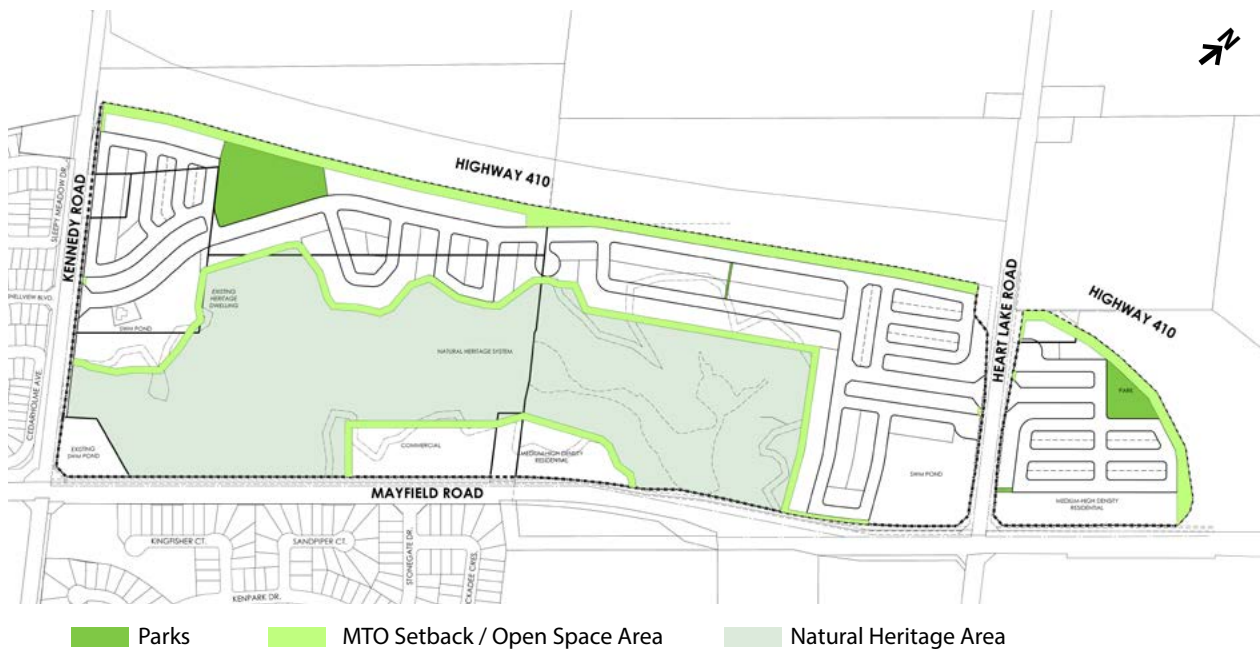 N
HIGHWAY 410
SLEEPY MEADOW DR.
KENNEDY ROAD
HEART LAKE ROAD
HIGHWAY 410
EXISTING
HERITAGE
DWELLING
SWM POND
NATURAL HERITAGE SYSTEM
PARK
CEDARHOLME AVE.
EXISTING
SWM POND
COMMERCIAL
MEDIUM-HIGH DENSITY
RESIDENTIAL
SWM POND
MEDIUM-HIGH DENSITY
RESIDENTIAL
MAYFIELD ROAD
KINGFISHER CT.
SANDPIPER CT.
STONEGATE DR.
KENPARK DR.
Parks
MTO Setback / Open Space Area
Natural Heritage Area